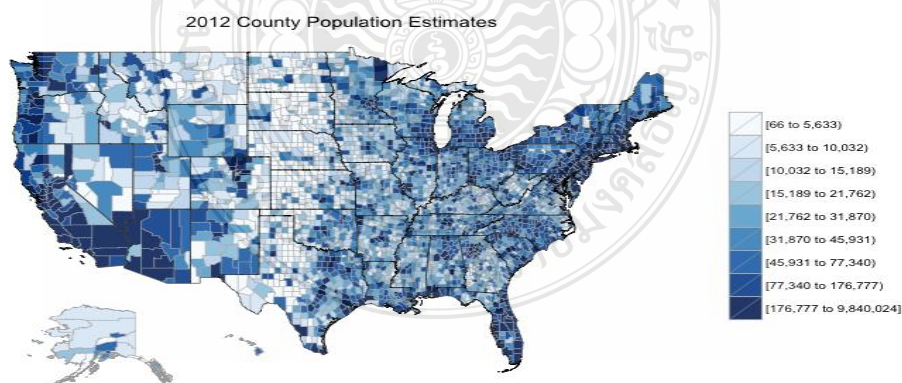 2012 County Population Estimates
[66 to 5,633)
[5,633 to 10,032)
[10,032 to 15,189)
[15,189 to 21,762)
[21,762 to 31,870)
[31,870 to 45,931)
[45,931 to 77,340)
[77,340 to 176,777)
[176,777 to 9,840,024]